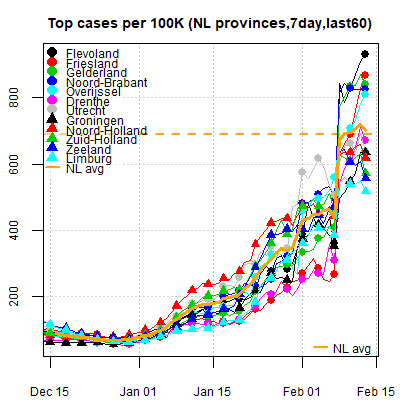 Top cases per 100K (NL provinces,7day,last60)
Flevoland
Friesland
Gelderland
Noord-Brabant
Overijssel
Drenthe
Utrecht
Groningen
Noord-Holland
Zuid-Holland
Zeeland
Limburg
NL avg
800
600
400
200
NL avg
Dec 15 Jan 01 Jan 15 Feb 01 Feb 15